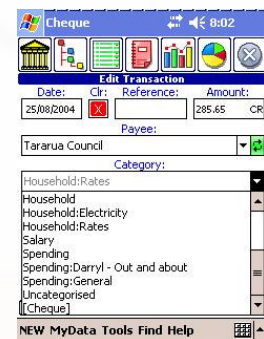 Cheque 8:02
Edit Transaction
Date: Clr: Reference: Amount:
25/08/2004 X 285.65 CR
Payee:
Tararua Council
Category:
Household:Rates
Household
Household:Electricity
Household:Rates
Salary
Spending
Spending:Darryl - Out and about
Spending:General
Uncategorised
[Cheque]
NEW MyData Tools Find Help